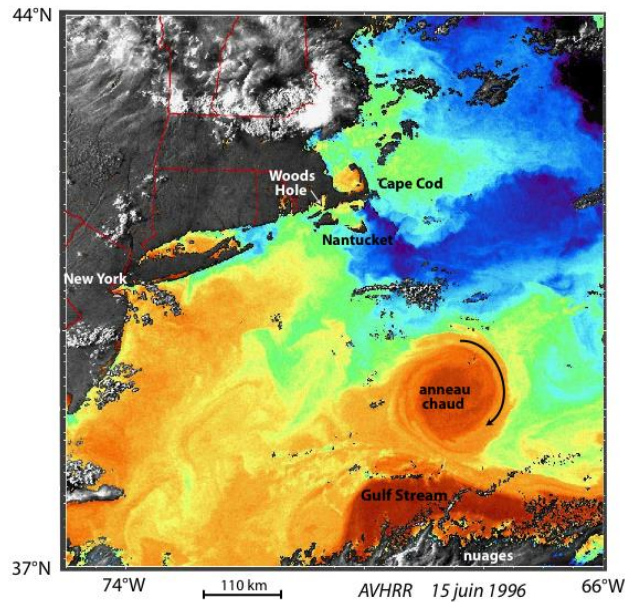 44°N
Woods
Hole
Cape Cod
Nantucket
New York
anneau
chaud
Gulf Stream
nuages
37°N
74°W
66°W
110 km
AVHRR 15 juin 1996